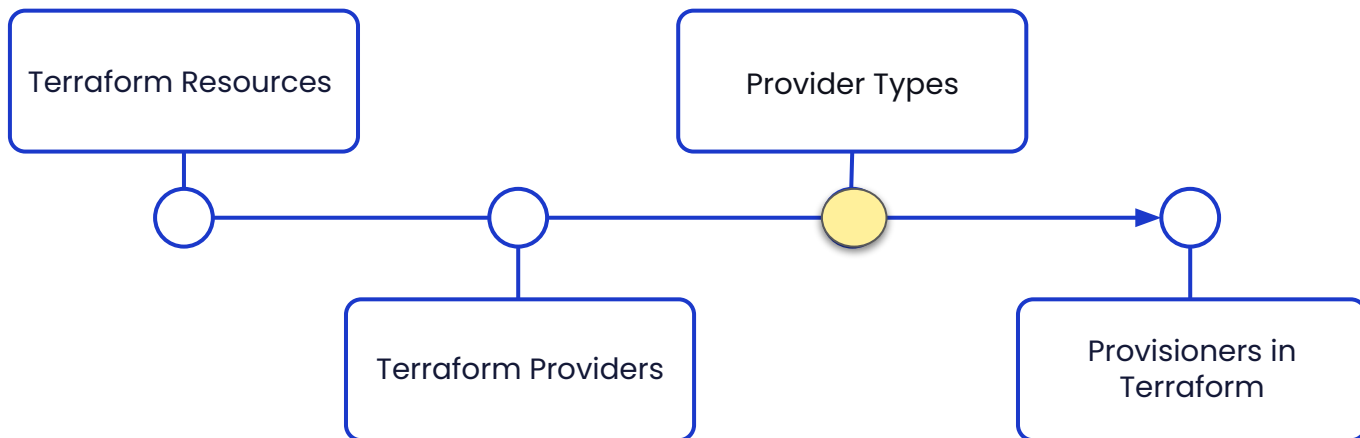 Terraform Resources
Provider Types
Terraform Providers
Provisioners in
Terraform